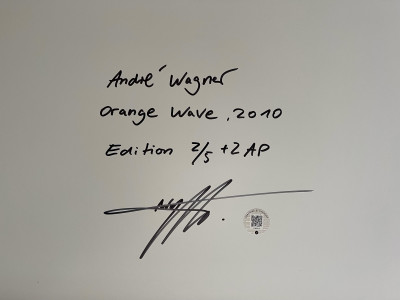 André Wagner
Orange Wave, 2010
Edition 2/5 + 2 AP